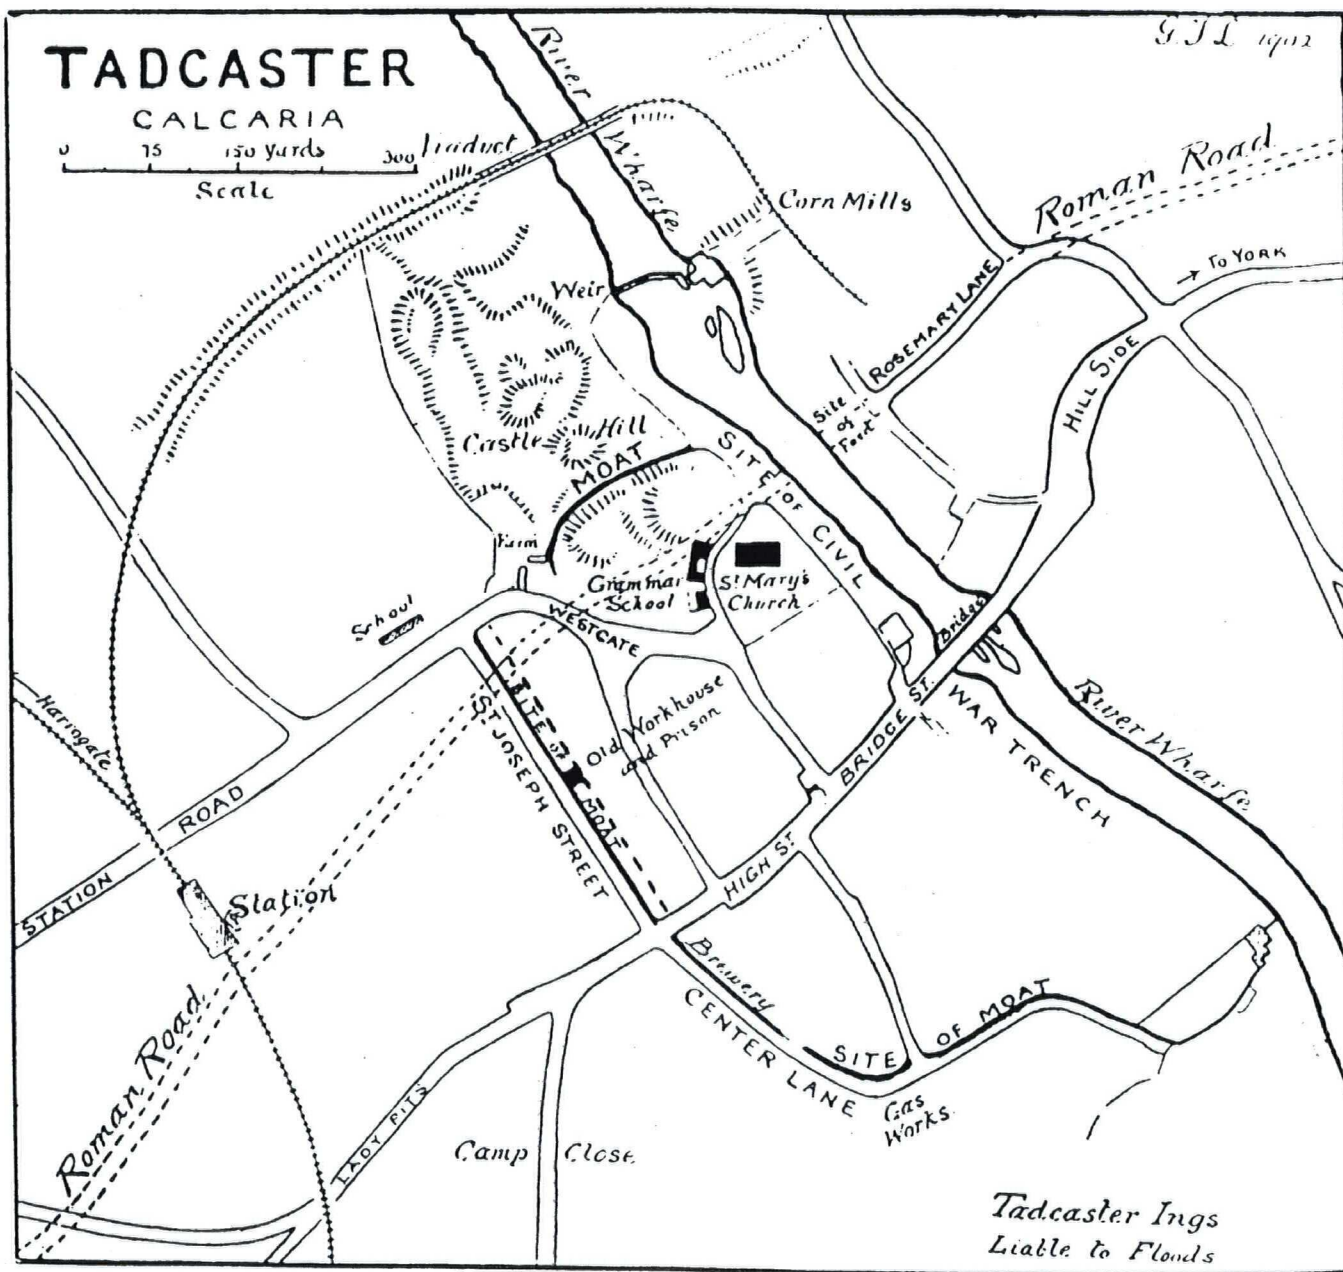 TADCASTER
CALCARIA
0 75 150 Yards 300
Scale
G.T.L 1902
River Wharfe
Viaduct
Corn Mills
Roman Road
To YORK
Weir
ROSEMARY LANE
HILL SIDE
Site
of
Foort
Castle Hill
MOAT
SITE OF CIVIL WAR TRENCH
Farm
Grammar
School
St Mary's
Church
School
WESTGATE
Bridge
BRIDGE ST.
River Wharfe
Old Workhouse
and Prison
SITE OF MOAT
ST JOSEPH STREET
HIGH ST
Harrngate
STATION ROAD
Station
Brewery
CENTER LANE
SITE OF MOAT
Gas
Works
Roman Road
LADY PITS
Camp Close
Tadcaster Ings
Liable to Floods